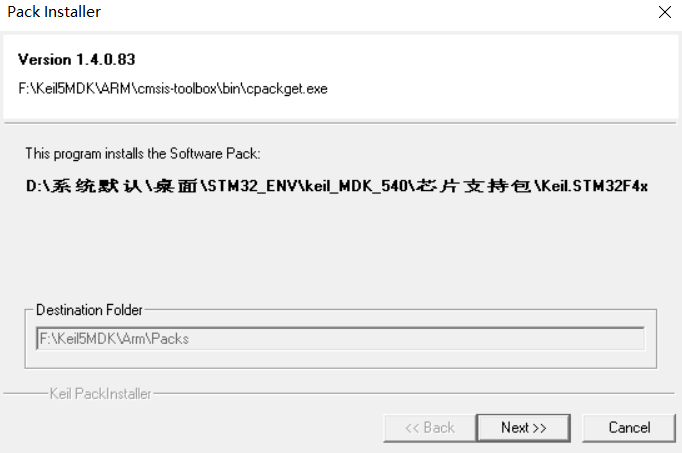 Pack Installer
Version 1.4.0.83
F:\Keil5MDK\ARM\cmsis-toolbox\bin\cpackget.exe
This program installs the Software Pack:
D:\系统默认\桌面\STM32_ENV\keil_MDK_540\芯片支持包\Keil.STM32F4x
Destination Folder
F:\Keil5MDK\Arm\Packs
Keil PackInstaller
<< Back Next >> Cancel